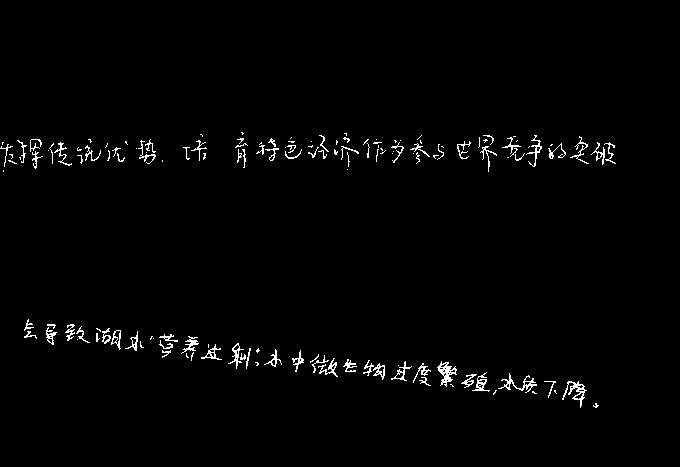 发挥传统优势,培育特色经济作为参与世界竞争的突破
会导致湖水“营养过剩”;水中微生物过度繁殖,水质下降。